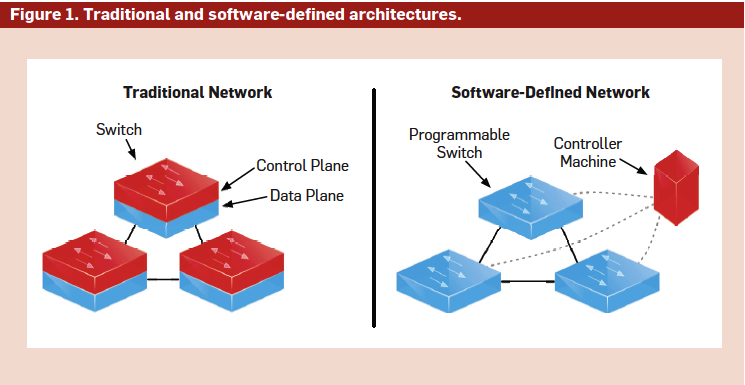 Figure 1. Traditional and software-defined architectures.
Traditional Network
Switch
Control Plane
Data Plane
Software-Defined Network
Programmable
Switch
Controller
Machine